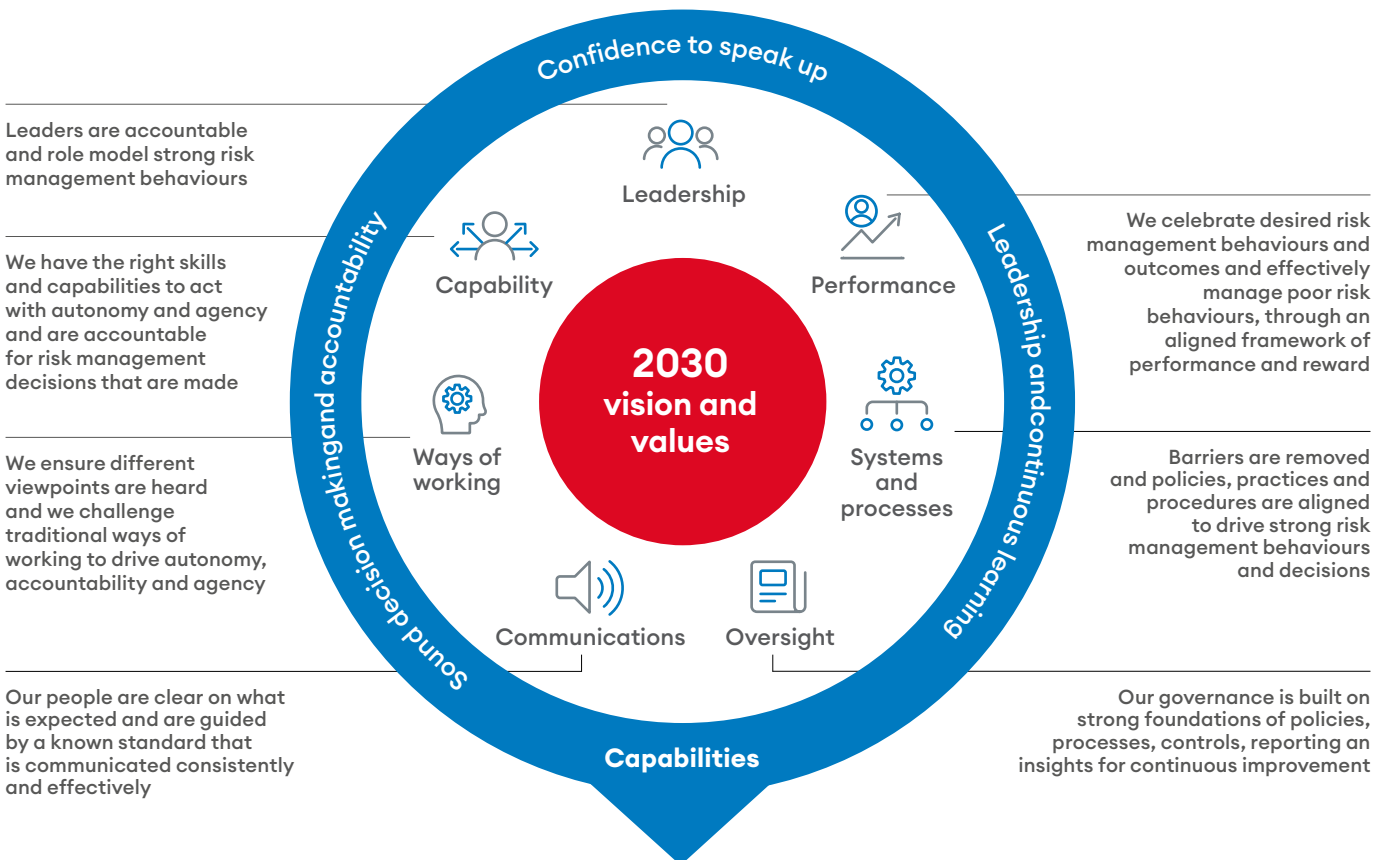 Confidence to speak up
Leaders are accountable
and role model strong risk
management behaviours
Leadership
We have the right skills
and capabilities to act
with autonomy and agency
and are accountable
for risk management
decisions that are made
Capability
Performance
We celebrate desired risk
management behaviours and
outcomes and effectively
manage poor risk
behaviours, through an
aligned framework of
performance and reward
Sound decision makingand accountability
2030
vision and
values
Leadership andcontinuous learning
We ensure different
viewpoints are heard
and we challenge
traditional ways of
working to drive autonomy,
accountability and agency
Ways of
working
Systems
and
processes
Barriers are removed
and policies, practices and
procedures are aligned
to drive strong risk
management behaviours
and decisions
Communications
Oversight
Our people are clear on what
is expected and are guided
by a known standard that
is communicated consistently
and effectively
Capabilities
Our governance is built on
strong foundations of policies,
processes, controls, reporting an
insights for continuous improvement